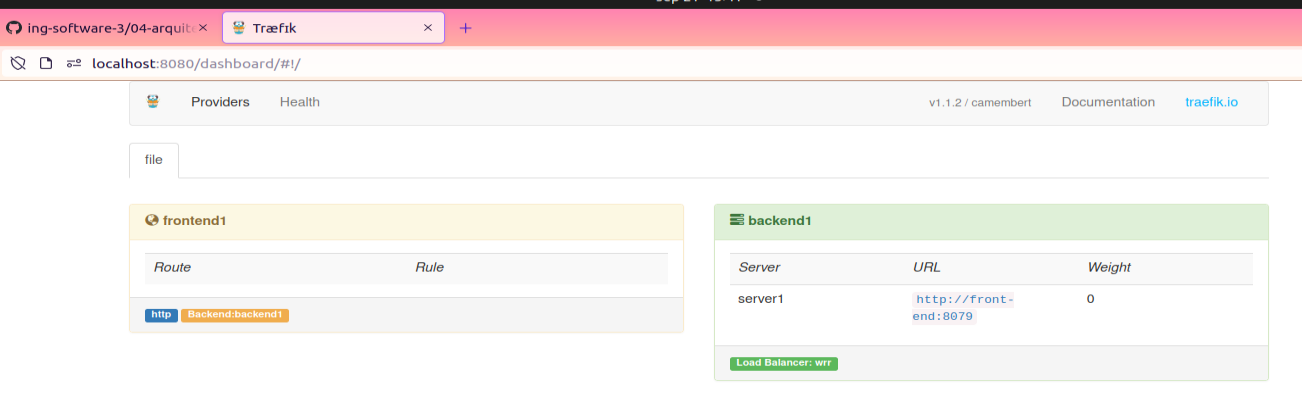 ing-software-3/04-arquite
Træfɪk
localhost:8080/dashboard/#!/
Providers
Health
v1.1.2 / camembert
Documentation
traefik.io
file
frontend1
Route
Rule
http
Backend:backend1
backend1
Server
URL
Weight
server1
http://front-
end:8079
0
Load Balancer: wrr